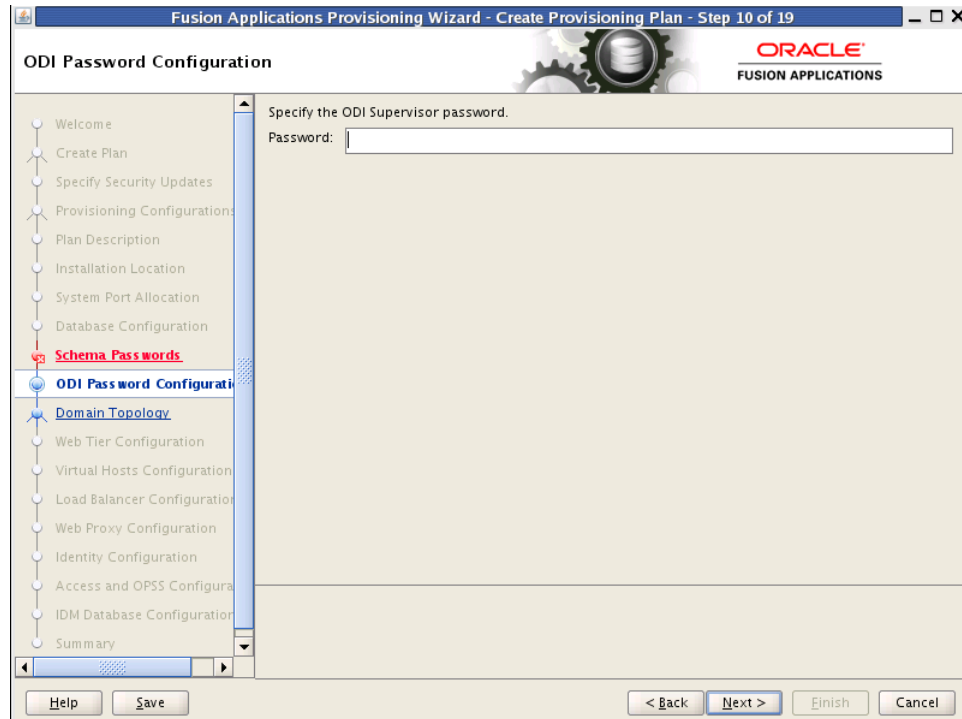 Fusion Applications Provisioning Wizard - Create Provisioning Plan - Step 10 of 19
ODI Password Configuration
ORACLE®
FUSION APPLICATIONS
Welcome
Create Plan
Specify Security Updates
Provisioning Configurations
Plan Description
Installation Location
System Port Allocation
Database Configuration
Schema Passwords
ODI Password Configurati
Domain Topology
Web Tier Configuration
Virtual Hosts Configuration
Load Balancer Configuration
Web Proxy Configuration
Identity Configuration
Access and OPSS Configura
IDM Database Configuration
Summary
Specify the ODI Supervisor password.
Password:
Help
Save
< Back
Next >
Finish
Cancel